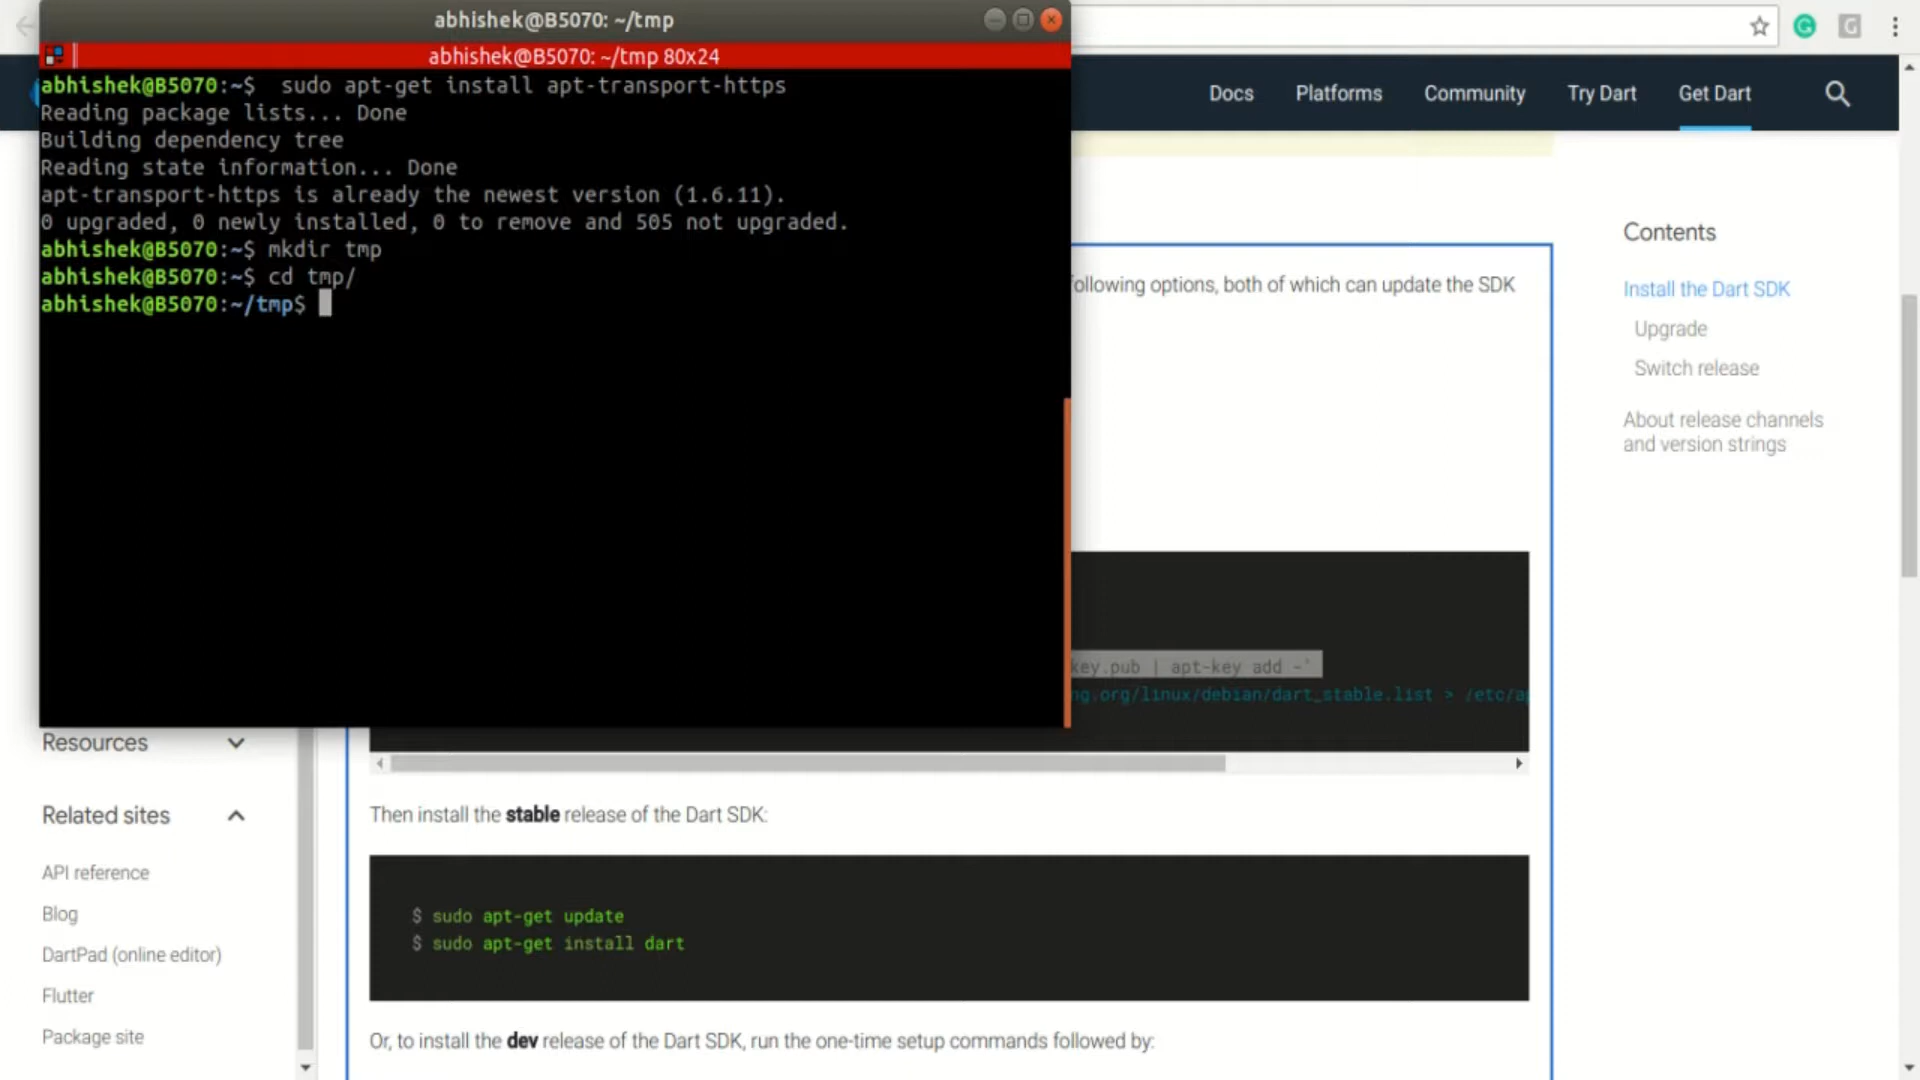 abhishek@B5070: ~/tmp
abhishek@B5070: ~/tmp 80x24
abhishek@B5070:~$  sudo apt-get install apt-transport-https
Reading package lists... Done
Building dependency tree
Reading state information... Done
apt-transport-https is already the newest version (1.6.11).
0 upgraded, 0 newly installed, 0 to remove and 505 not upgraded.
abhishek@B5070:~$ mkdir tmp
abhishek@B5070:~$ cd tmp/
abhishek@B5070:~/tmp$
Docs Platforms Community Try Dart Get Dart
ollowing options, both of which can update the SDK
key.pub | apt-key add -'
ng.org/linux/debian/dart_stable.list > /etc/ap
Contents
Install the Dart SDK
Upgrade
Switch release
About release channels
and version strings
Resources
Related sites
API reference
Blog
DartPad (online editor)
Flutter
Package site
Then install the stable release of the Dart SDK:
$ sudo apt-get update
$ sudo apt-get install dart
Or, to install the dev release of the Dart SDK, run the one-time setup commands followed by: